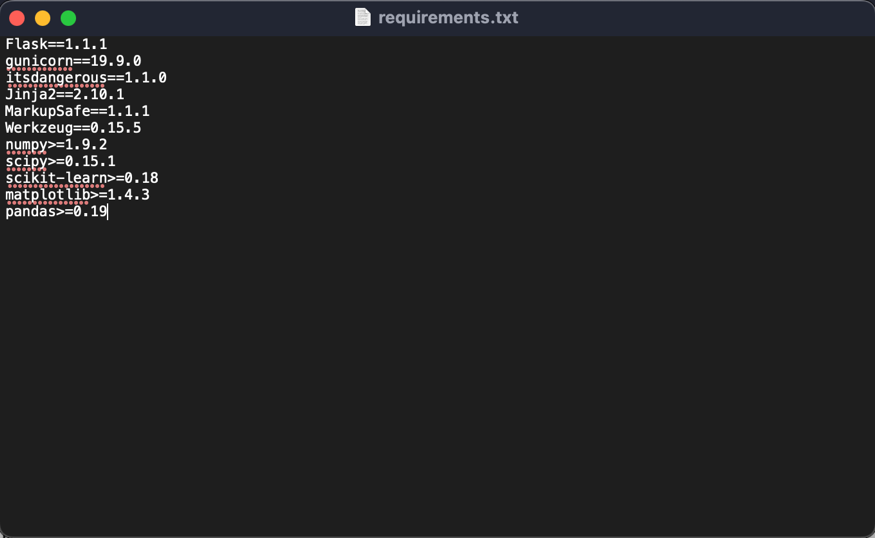 requirements.txt
Flask==1.1.1
gunicorn==19.9.0
itsdangerous==1.1.0
Jinja2==2.10.1
MarkupSafe==1.1.1
Werkzeug==0.15.5
numpy>=1.9.2
scipy>=0.15.1
scikit-learn>=0.18
matplotlib>=1.4.3
pandas>=0.19